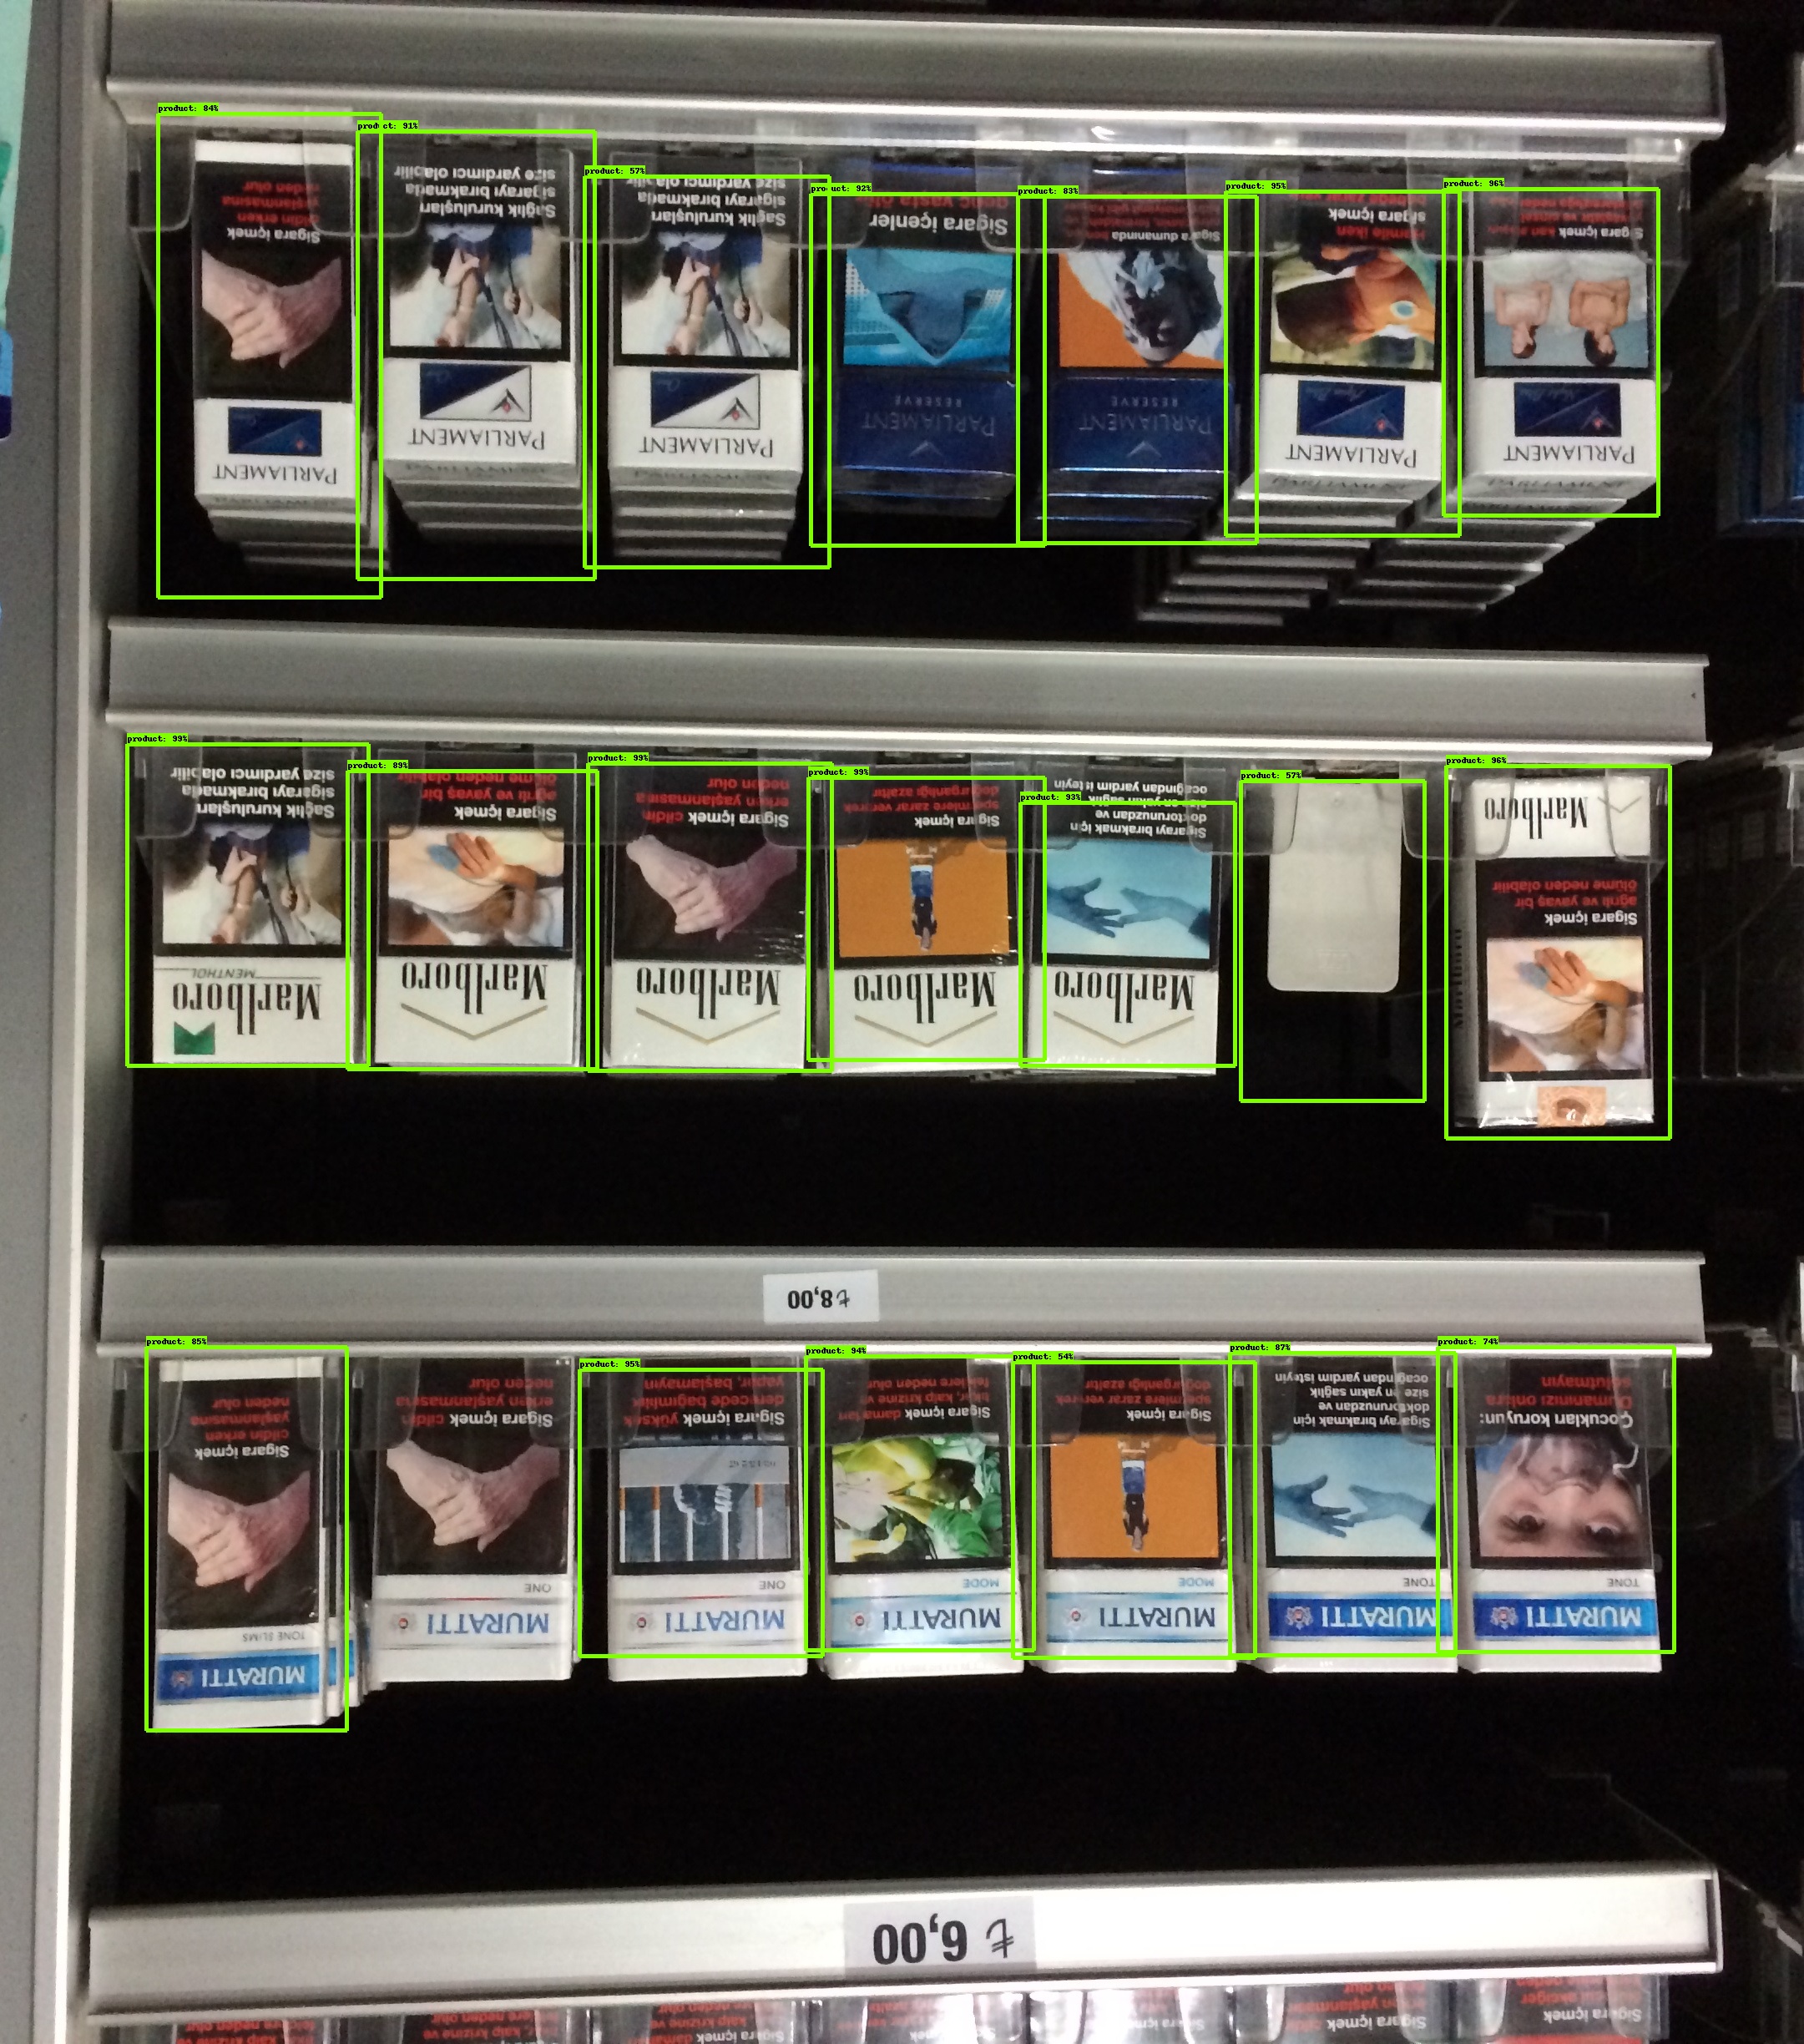 product: 84%
product: 91%
product: 57%
product: 92%
product: 83%
product: 95%
product: 96%
PARLIAMENT
Sigara içmek
cildin erken
yaşlanmasına
neden olur
PARLIAMENT
Sağlık kuruluşları
sigarayı bırakmada
size yardımcı olabilir
PARLIAMENT
Sağlık kuruluşları
sigarayı bırakmada
size yardımcı olabilir
PARLIAMENT
RESERVE
Sigara içenler
genç yaşta ölür
PARLIAMENT
RESERVE
Sigara dumanında
PARLIAMENT
Hamile iken
sigara içmek
PARLIAMENT
Sigara içmek kan akışını
product: 99%
product: 89%
product: 99%
product: 99%
product: 93%
product: 57%
product: 96%
Marlboro
MENTHOL
Sağlık kuruluşları
sigarayı bırakmada
size yardımcı olabilir
Marlboro
Sigara içmek
ağrılı ve yavaş bir
ölüme neden olabilir
Marlboro
Sigara içmek cildin
erken yaşlanmasına
neden olur
Marlboro
Sigara içmek
spermlere zarar vererek
doğurganlığı azaltır
Marlboro
Sigarayı bırakmak için
doktorunuzdan ve
size en yakın sağlık
ocağından yardım isteyin
Sigara içmek
ağrılı ve yavaş bir
ölüme neden olabilir
Marlboro
₺8,00
product: 85%
product: 95%
product: 94%
product: 54%
product: 87%
product: 74%
MURATTI
TONE SLIMS
Sigara içmek
cildin erken
yaşlanmasına
neden olur
MURATTI
ONE
Sigara içmek cildin
erken yaşlanmasına
neden olur
MURATTI
ONE
Sigara içmek yüksek
derecede bağımlılık
yapar, başlamayın
MURATTI
MODE
Sigara içmek damarları
tıkar, kalp krizine ve
felçlere neden olur
MURATTI
MODE
Sigara içmek
spermlere zarar vererek
doğurganlığı azaltır
MURATTI
TONE
Sigarayı bırakmak için
doktorunuzdan ve
size en yakın sağlık
ocağından yardım isteyin
MURATTI
TONE
Çocukları koruyun:
Dumanınızı onlara
solutmayın
₺ 6,00